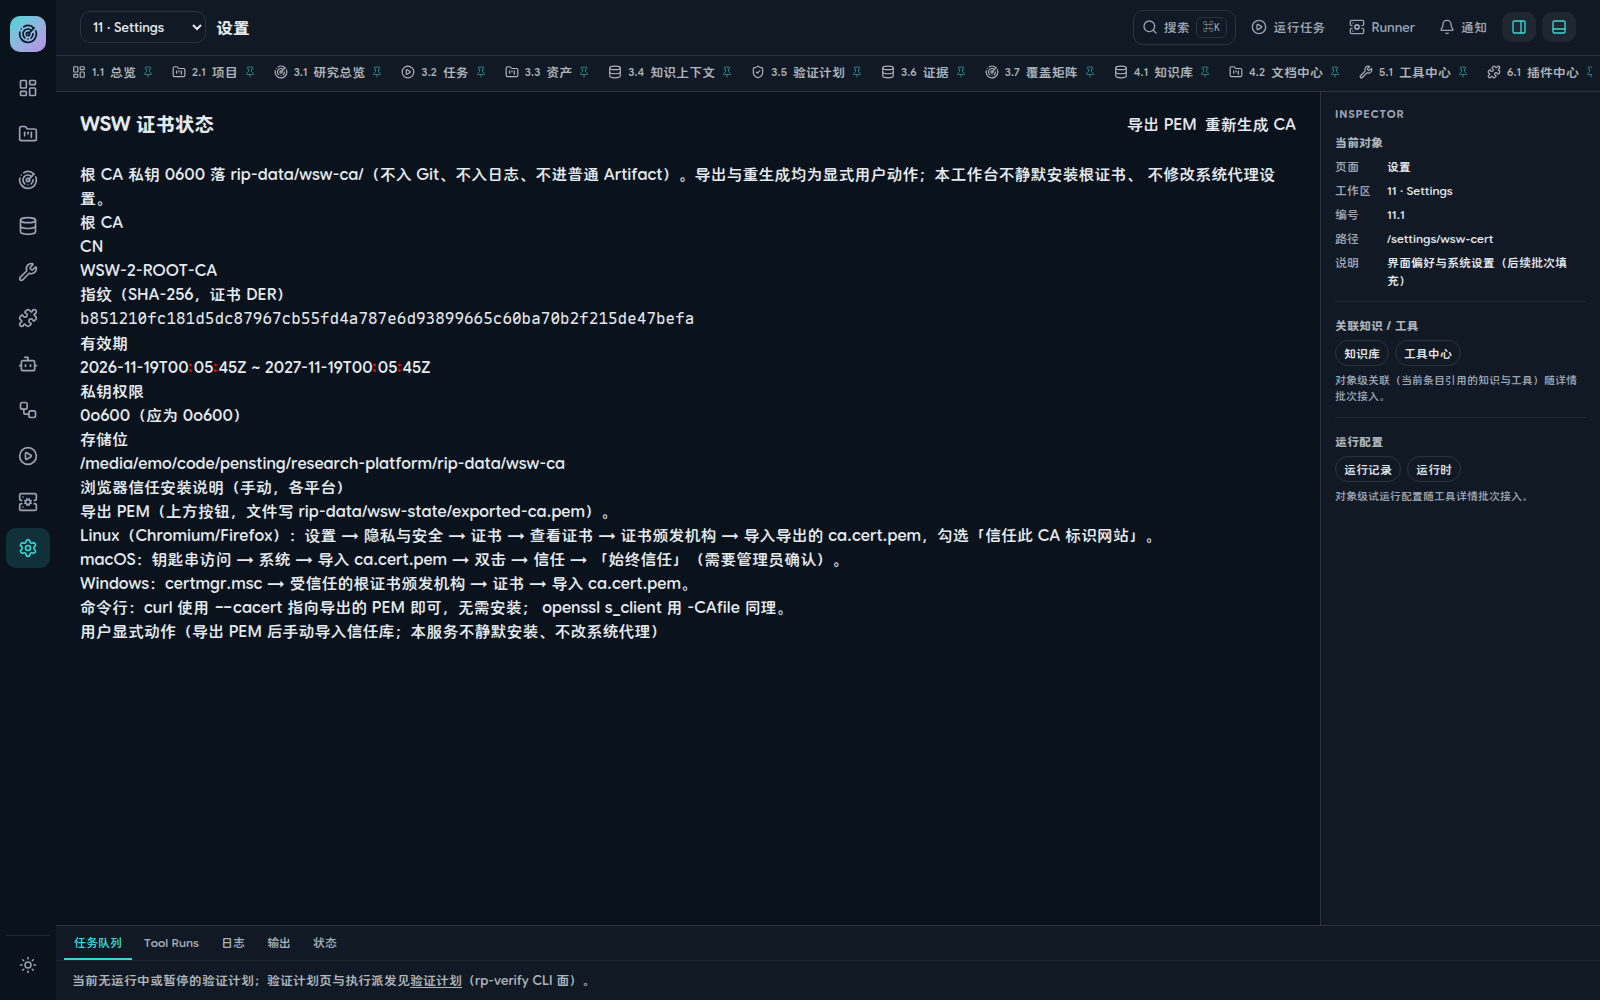 11 · Settings
设置
搜索 ⌘K
运行任务
Runner
通知
1.1 总览
2.1 项目
3.1 研究总览
3.2 任务
3.3 资产
3.4 知识上下文
3.5 验证计划
3.6 证据
3.7 覆盖矩阵
4.1 知识库
4.2 文档中心
5.1 工具中心
6.1 插件中心
WSW 证书状态
导出 PEM 重新生成 CA
根 CA 私钥 0600 落 rip-data/wsw-ca/（不入 Git、不入日志、不进普通 Artifact）。导出与重生成均为显式用户动作；本工作台不静默安装根证书、 不修改系统代理设
置。
根 CA
CN
WSW-2-ROOT-CA
指纹（SHA-256，证书 DER）
b851210fc181d5dc87967cb55fd4a787e6d93899665c60ba70b2f215de47befa
有效期
2026-11-19T00:05:45Z ~ 2027-11-19T00:05:45Z
私钥权限
0o600（应为 0o600）
存储位
/media/emo/code/pensting/research-platform/rip-data/wsw-ca
浏览器信任安装说明（手动，各平台）
导出 PEM（上方按钮，文件写 rip-data/wsw-state/exported-ca.pem）。
Linux（Chromium/Firefox）：设置 → 隐私与安全 → 证书 → 查看证书 → 证书颁发机构 → 导入导出的 ca.cert.pem，勾选「信任此 CA 标识网站」。
macOS：钥匙串访问 → 系统 → 导入 ca.cert.pem → 双击 → 信任 → 「始终信任」（需要管理员确认）。
Windows：certmgr.msc → 受信任的根证书颁发机构 → 证书 → 导入 ca.cert.pem。
命令行：curl 使用 --cacert 指向导出的 PEM 即可，无需安装； openssl s_client 用 -CAfile 同理。
用户显式动作（导出 PEM 后手动导入信任库；本服务不静默安装、不改系统代理）
INSPECTOR
当前对象
页面 设置
工作区 11 · Settings
编号 11.1
路径 /settings/wsw-cert
说明 界面偏好与系统设置（后续批次填
充）
关联知识 / 工具
知识库 工具中心
对象级关联（当前条目引用的知识与工具）随详情
批次接入。
运行配置
运行记录 运行时
对象级试运行配置随工具详情批次接入。
任务队列 Tool Runs 日志 输出 状态
当前无运行中或暂停的验证计划；验证计划页与执行派发见验证计划（rp-verify CLI 面）。